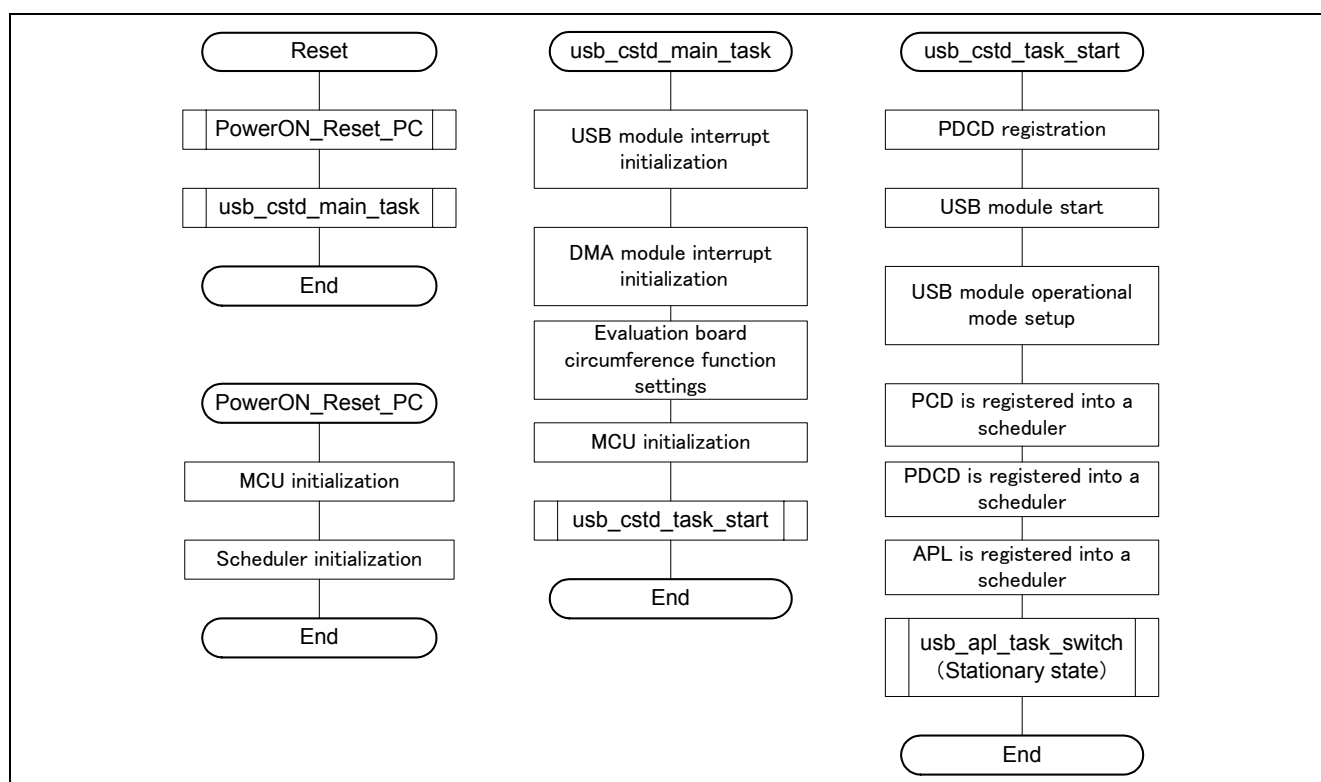 Reset
PowerON_Reset_PC
usb_cstd_main_task
End
PowerON_Reset_PC
MCU initialization
Scheduler initialization
End
usb_cstd_main_task
USB module interrupt
initialization
DMA module interrupt
initialization
Evaluation board
circumference function
settings
MCU initialization
usb_cstd_task_start
End
usb_cstd_task_start
PDCD registration
USB module start
USB module operational
mode setup
PCD is registered into a
scheduler
PDCD is registered into a
scheduler
APL is registered into a
scheduler
usb_apl_task_switch
（Stationary state）
End